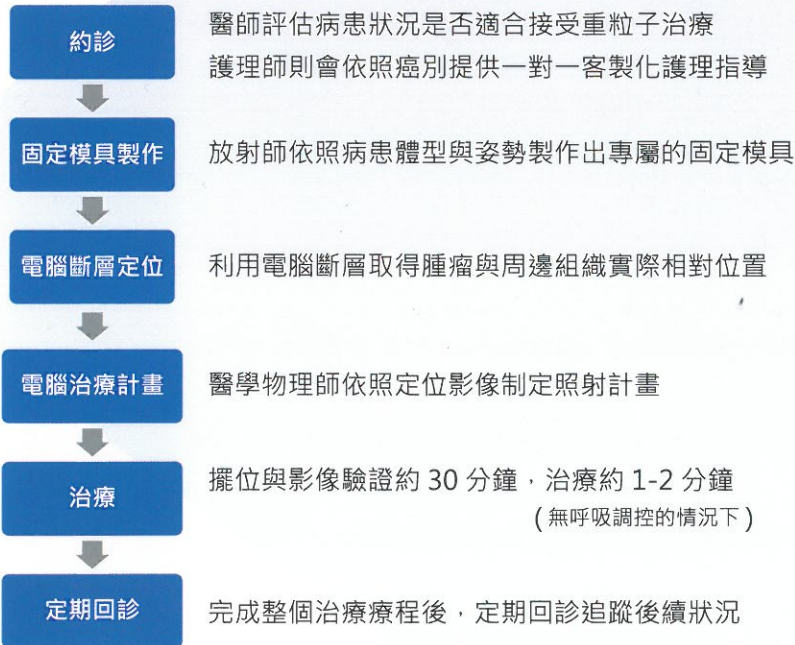 約診
醫師評估病患狀況是否適合接受重粒子治療
護理師則會依照癌別提供一對一客製化護理指導
固定模具製作
放射師依照病患體型與姿勢製作出專屬的固定模具
電腦斷層定位
利用電腦斷層取得腫瘤與周邊組織實際相對位置
電腦治療計畫
醫學物理師依照定位影像制定照射計畫
治療
擺位與影像驗證約 30 分鐘，治療約 1-2 分鐘
(無呼吸調控的情況下)
定期回診
完成整個治療療程後，定期回診追蹤後續狀況